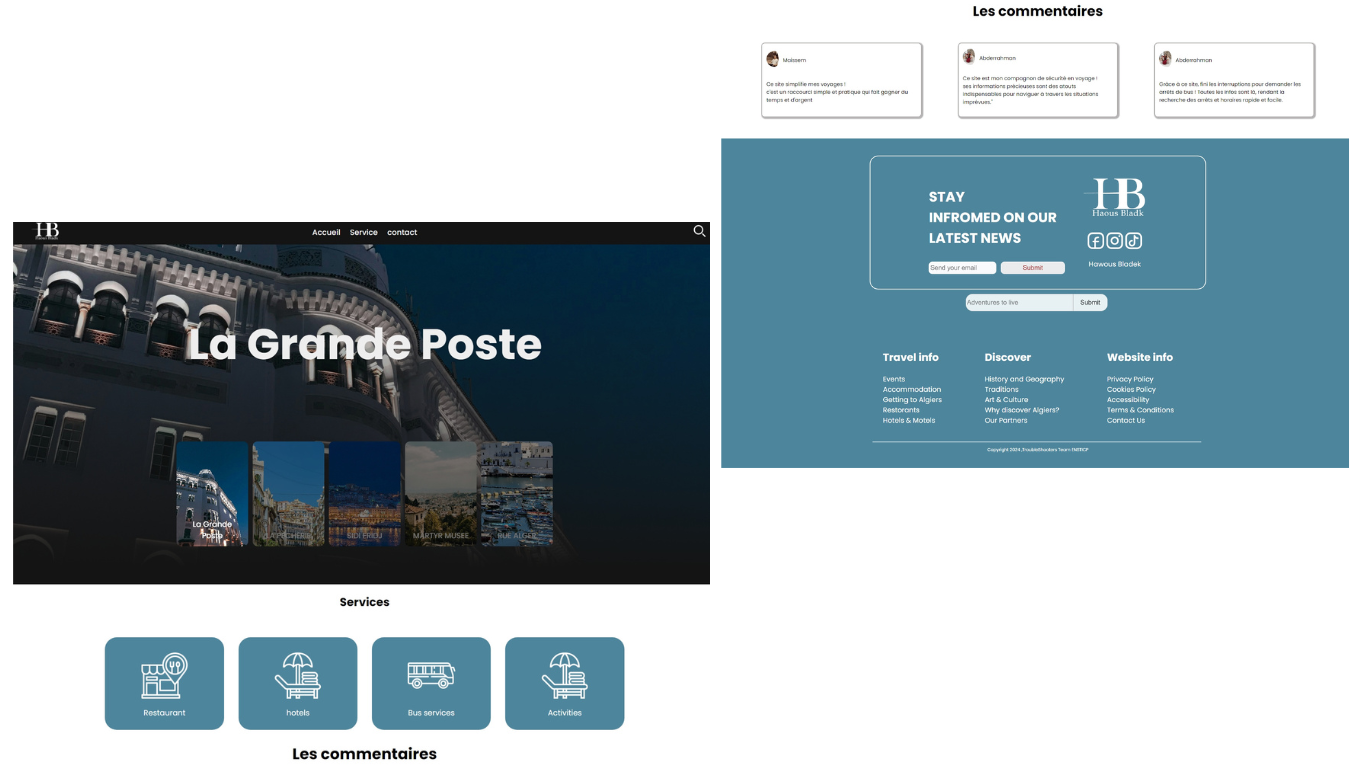 HB
Haous Bladk
Accueil Service contact
La Grande Poste
La Grande
Poste
LA PECHERIE
SIDI FRIDJ
MARTYR MUSEE
RUE ALGER
Services
Restaurant
hotels
Bus services
Activities
Les commentaires
Les commentaires
Maissem
Ce site simplifie mes voyages !
c'est un raccourci simple et pratique qui fait gagner du
temps et d'argent
Abderrahman
Ce site est mon compagnon de sécurité en voyage !
ses informations précieuses sont des atouts
indispensables pour naviguer à travers les situations
imprévues."
Abderrahman
Grâce à ce site, fini les interruptions pour demander les
arrêts de bus ! Toutes les infos sont là, rendant la
recherche des arrêts et horaires rapide et facile.
STAY
INFROMED ON OUR
LATEST NEWS
Send your email
Submit
HB
Haous Bladk
Hawous Bladek
Adventures to live
Submit
Travel info
Events
Accommodation
Getting to Algiers
Restorants
Hotels & Motels
Discover
History and Geography
Traditions
Art & Culture
Why discover Algiers?
Our Partners
Website info
Privacy Policy
Cookies Policy
Accessibility
Terms & Conditions
Contact Us
Copyright 2024 ,TroubleShooters Team